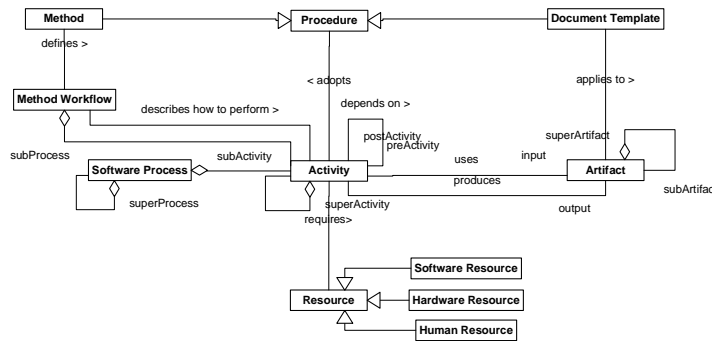 Method
Procedure
Document Template
defines >
< adopts
applies to >
Method Workflow
describes how to perform >
depends on >
postActivity
preActivity
superArtifact
subProcess
subActivity
uses
input
Software Process
Activity
produces
Artifact
subArtifact
superProcess
superActivity
output
requires>
Software Resource
Resource
Hardware Resource
Human Resource